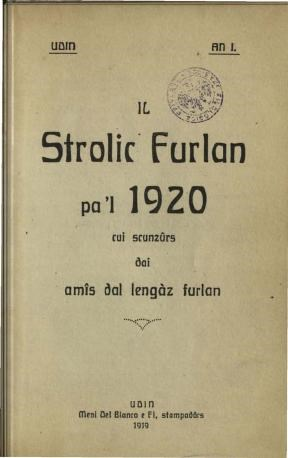 UDIN AN I.
IL
Strolic Furlan
pa'l 1920
cui scunzûrs
dai
amîs dal lengàz furlan
UDIN
Meni Del Bianco e Fî, stampadôrs
1919